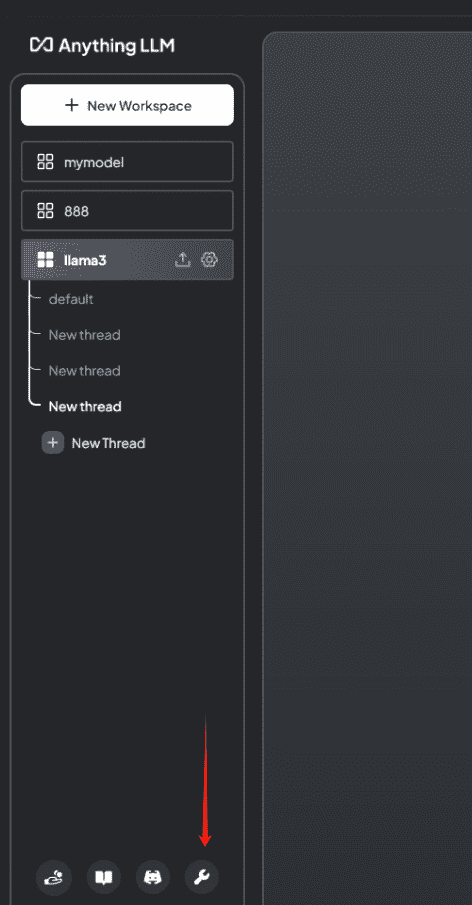 Anything LLM
New Workspace
mymodel
888
llama3
default
New thread
New thread
New thread
New Thread